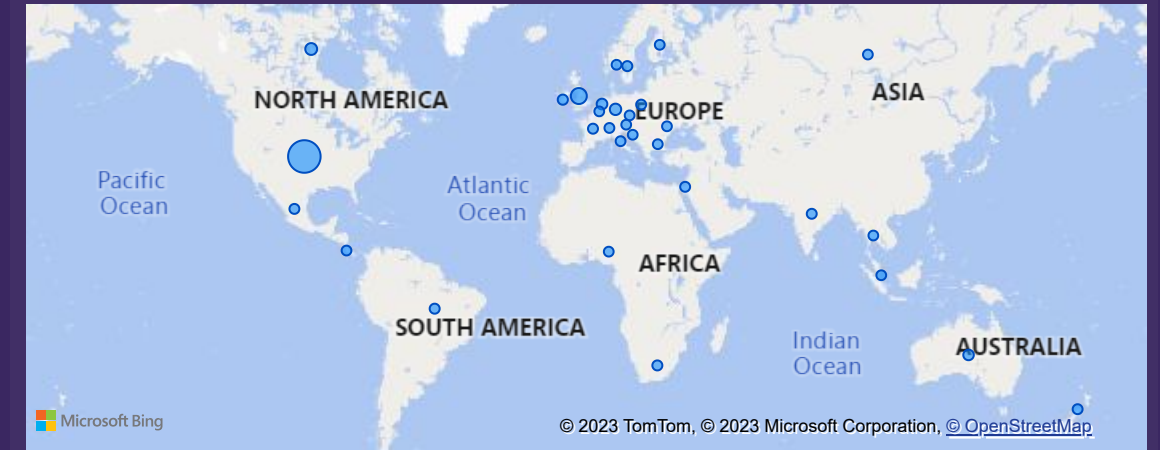 ASIA
NORTH AMERICA
EUROPE
Pacific
Ocean
Atlantic
Ocean
AFRICA
SOUTH AMERICA
Indian
Ocean
AUSTRALIA
Microsoft Bing
© 2023 TomTom, © 2023 Microsoft Corporation, © OpenStreetMap